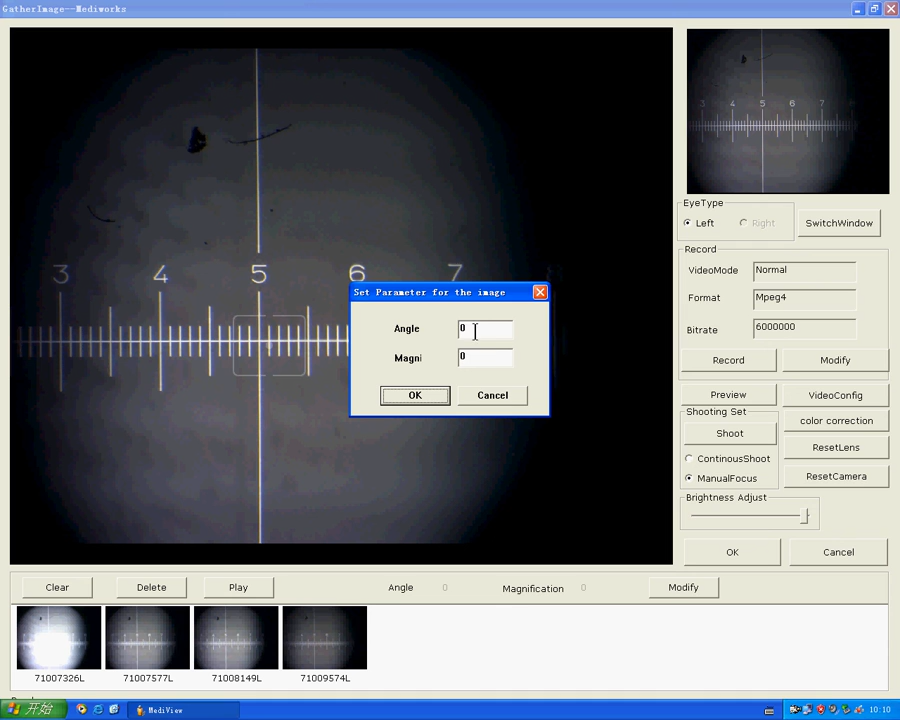 GatherImage--Mediworks
3 4 5 6 7 8
3 4 5 6 7
EyeType
Left Right SwitchWindow
Record
VideoMode Normal
Format Mpeg4
Bitrate 6000000
Record Modify
Set Parameter for the image
Angle 0
Magni 0
OK Cancel
Preview VideoConfig
Shooting Set
color correction
Shoot
ResetLens
ContinousShoot
ManualFocus ResetCamera
Brightness Adjust
OK Cancel
Clear Delete Play Angle 0 Magnification 0 Modify
71007326L 71007577L 71008149L 71009574L
开始 MediView 10:10